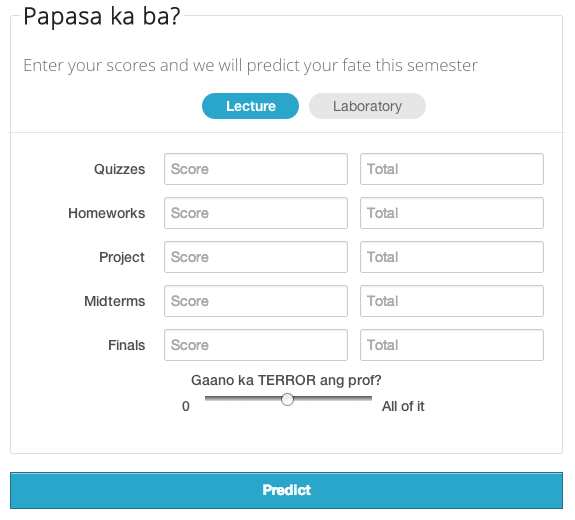 Papasa ka ba?
Enter your scores and we will predict your fate this semester
Lecture Laboratory
Quizzes Score Total
Homeworks Score Total
Project Score Total
Midterms Score Total
Finals Score Total
Gaano ka TERROR ang prof?
0 All of it
Predict